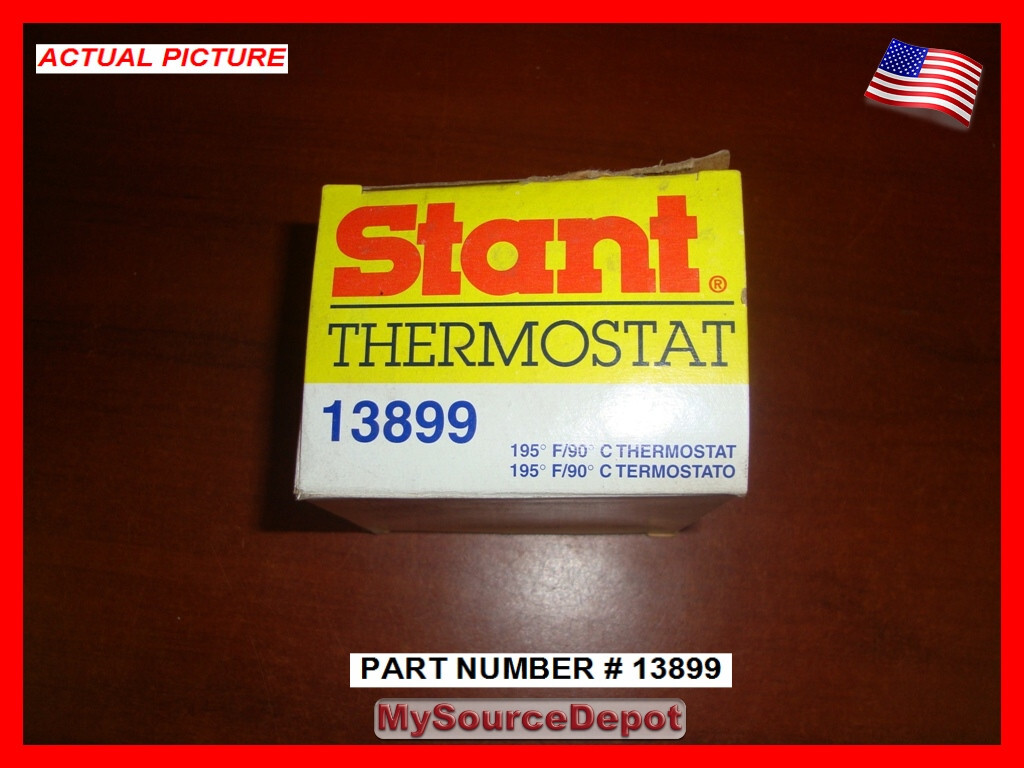 ACTUAL PICTURE
Stant®
THERMOSTAT
13899
195° F/90° C THERMOSTAT
195° F/90° C TERMOSTATO
PART NUMBER # 13899
MySourceDepot